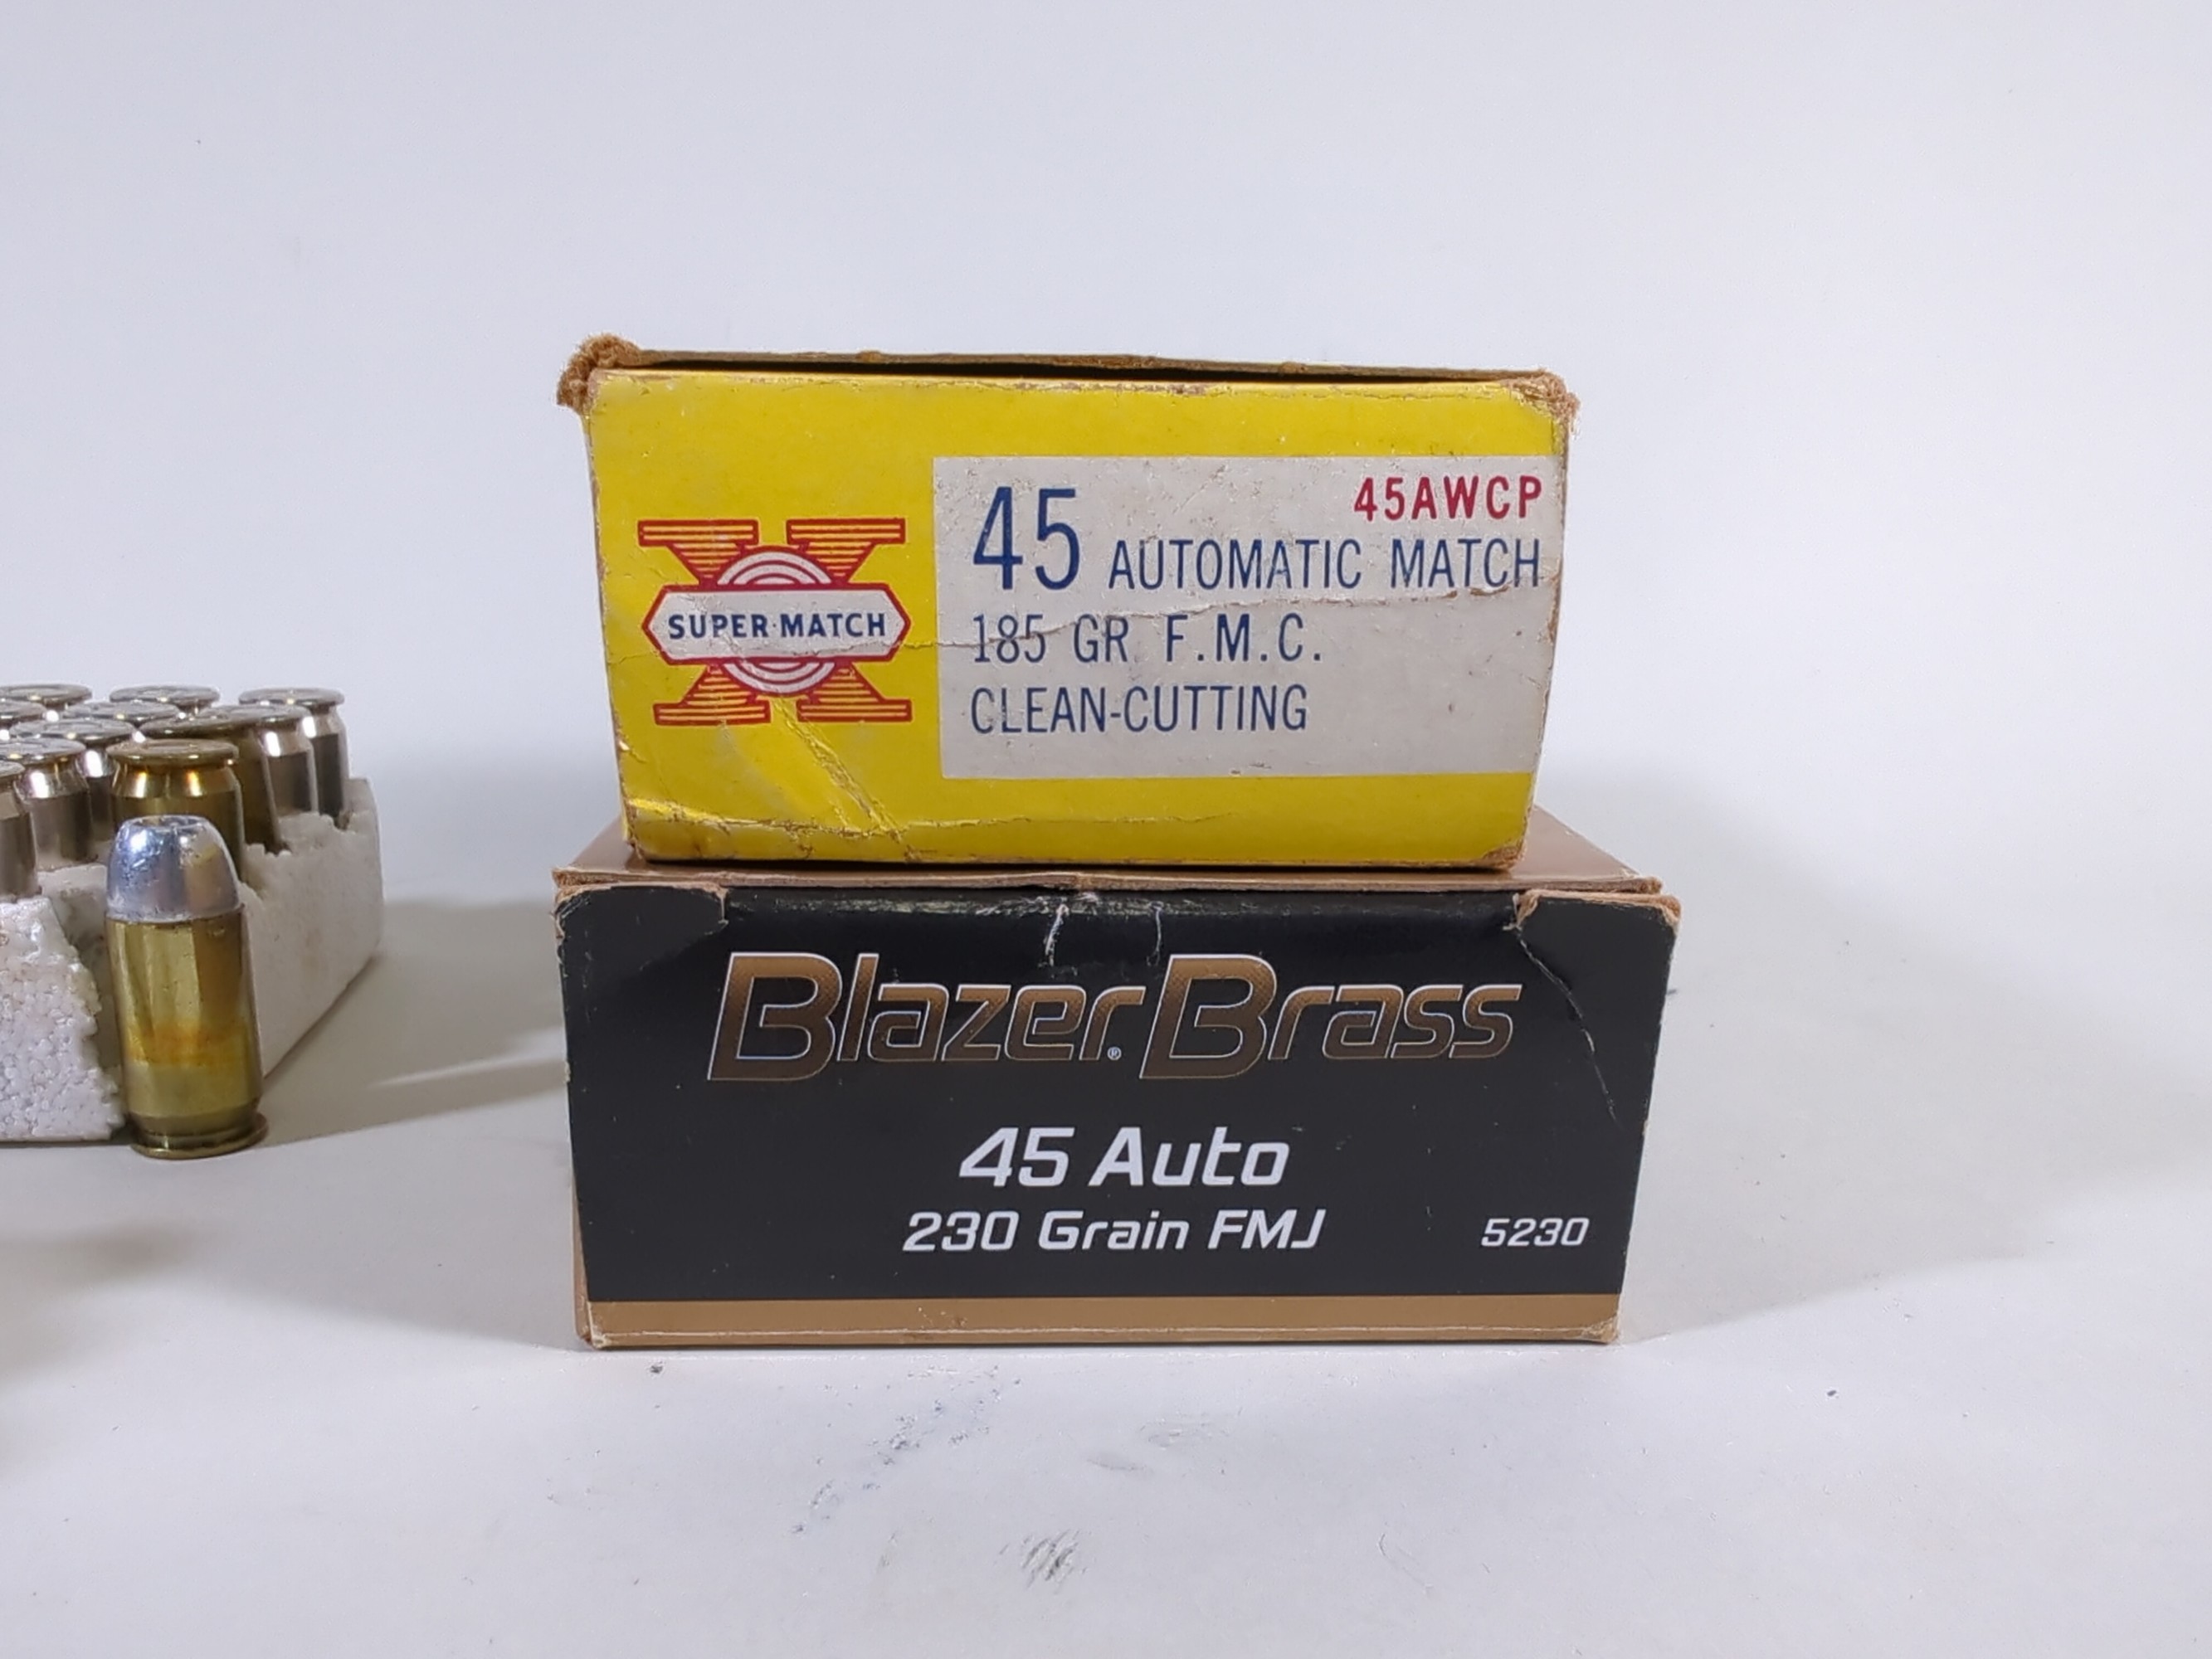 45AWCP
45 AUTOMATIC MATCH
SUPER·MATCH
185 GR. F.M.C.
CLEAN-CUTTING
Blazer® Brass
45 Auto
230 Grain FMJ
5230